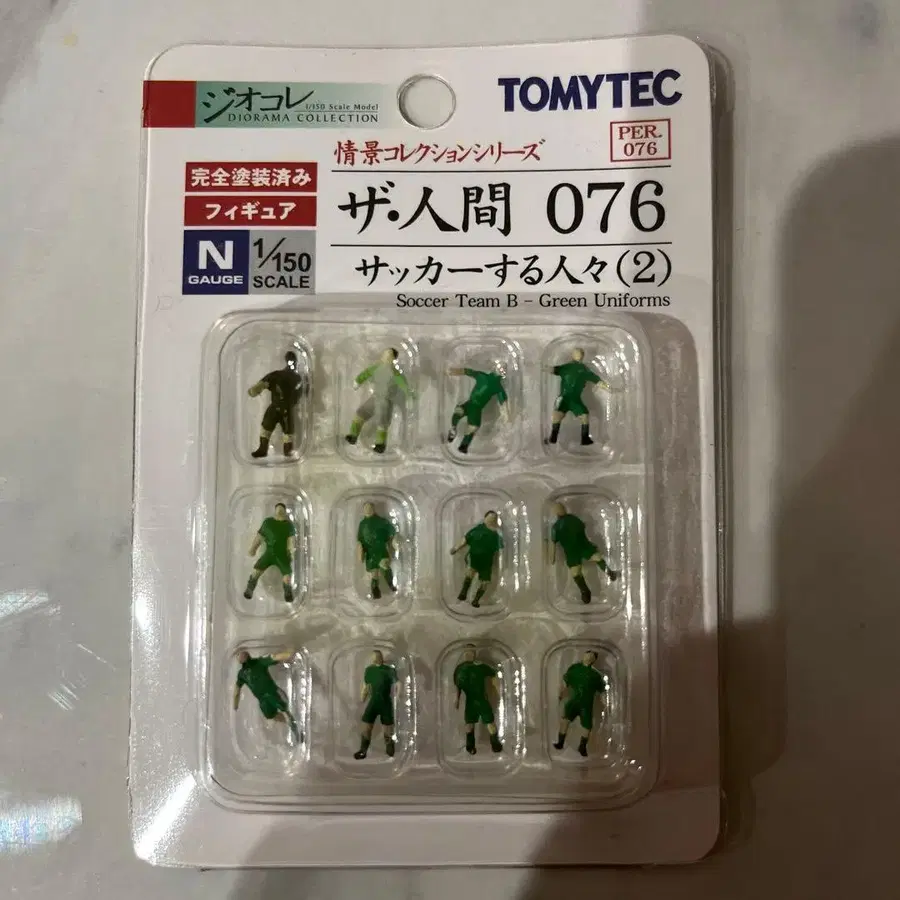 ジオコレ
1/150 Scale Model
DIORAMA COLLECTION
TOMYTEC
情景コレクションシリーズ
PER.
076
完全塗装済み
フィギュア
ザ・人間 076
N
GAUGE
1/150
SCALE
サッカーする人々(2)
Soccer Team B - Green Uniforms